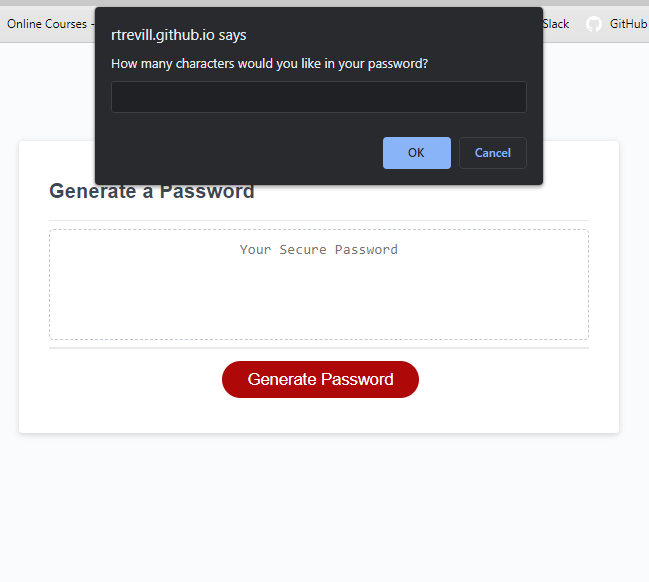 Online Courses -
Slack
GitHub
rtrevill.github.io says
How many characters would you like in your password?
OK
Cancel
Generate a Password
Your Secure Password
Generate Password